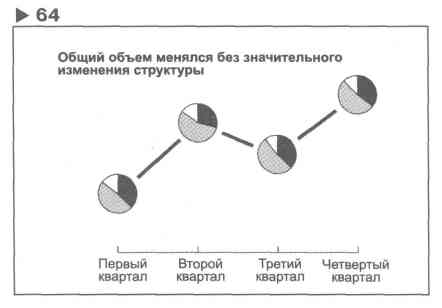 ▶ 64
Общий объем менялся без значительного
изменения структуры
Первый Второй Третий Четвертый
квартал квартал квартал квартал